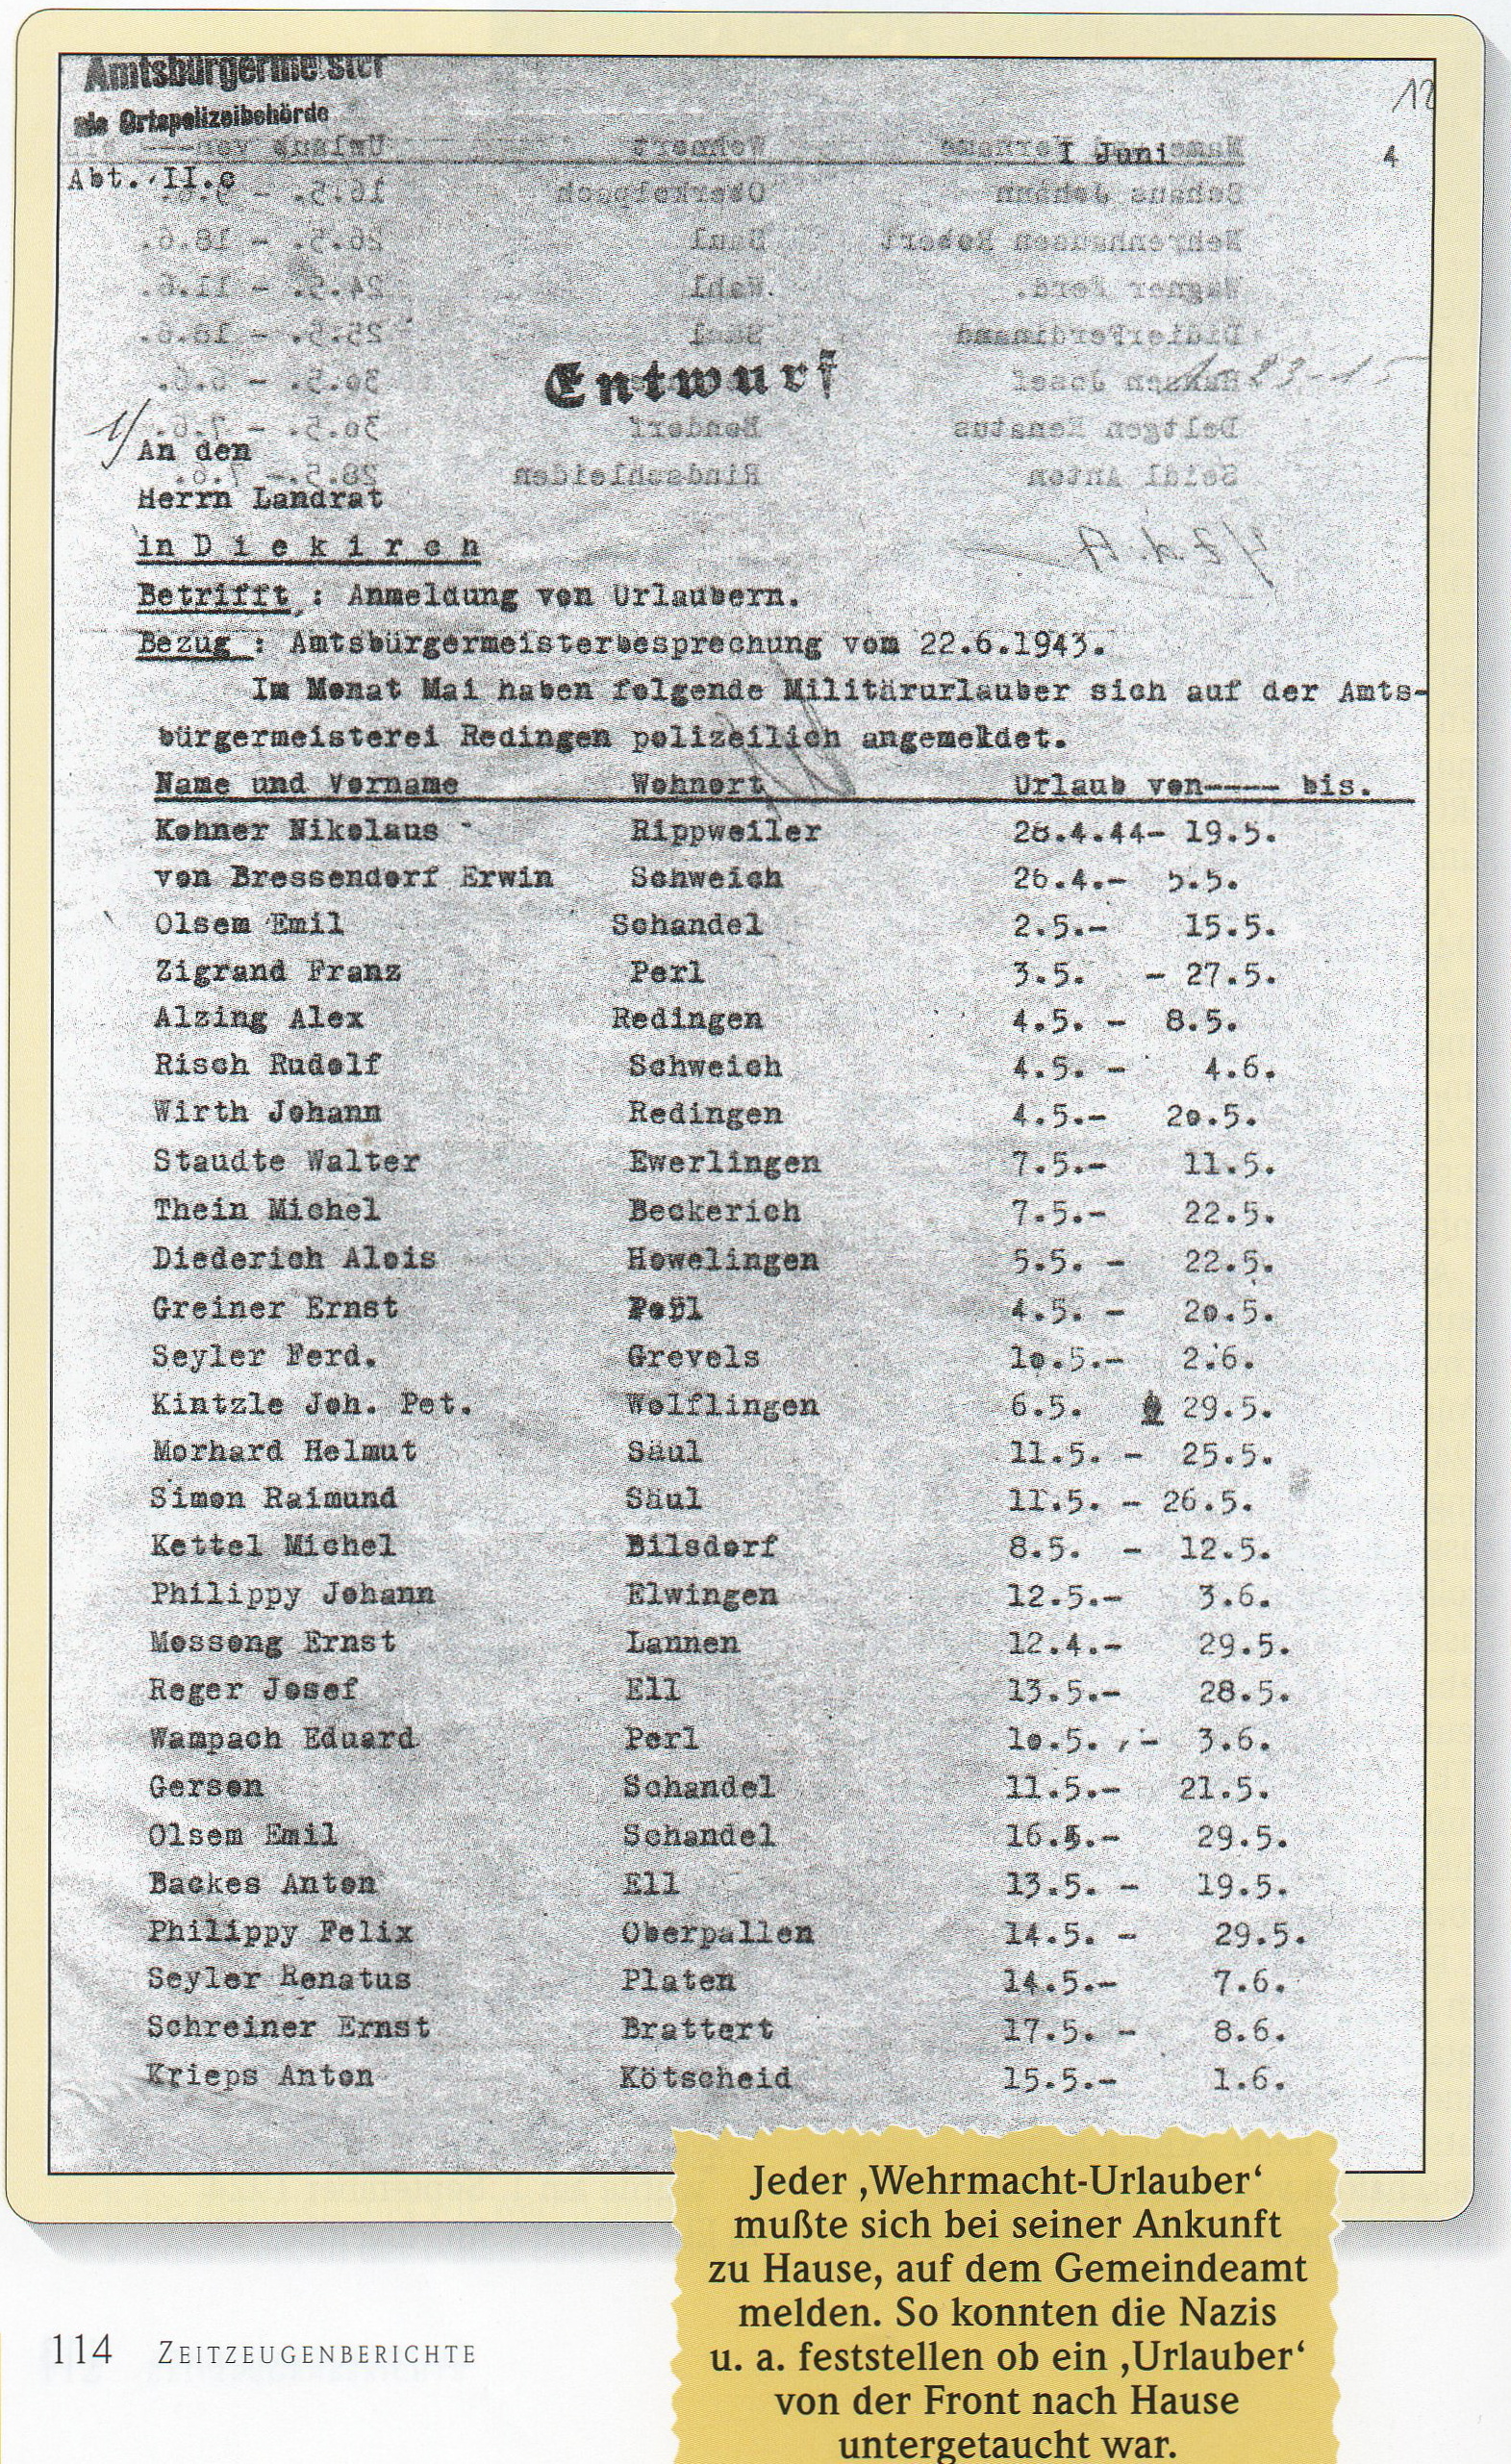 Amtsbürgermeister
als Ortspolizeibehörde
I Juni 4
Abt. II.c
Entwurf
1/ An den
Herrn Landrat
in D i e k i r c h
Betrifft : Anmeldung von Urlaubern.
Bezug : Amtsbürgermeisterbesprechung vom 22.6.1943.
Im Monat Mai haben folgende Militärurlauber sich auf der Amts-
bürgermeisterei Redingen polizeilich angemeldet.
Name und Vorname Wohnort Urlaub von---- bis.
Kohner Nikolaus - Rippweiler 28.4.44- 19.5.
von Bressendorf Erwin Schweich 26.4.- 5.5.
Olsem Emil Schandel 2.5.- 15.5.
Zigrand Franz Perl 3.5. - 27.5.
Alzing Alex Redingen 4.5. - 8.5.
Risch Rudolf Schweich 4.5. - 4.6.
Wirth Johann Redingen 4.5.- 20.5.
Staudte Walter Ewerlingen 7.5.- 11.5.
Thein Michel Beckerich 7.5.- 22.5.
Diederich Alois Howelingen 5.5. - 22.5.
Greiner Ernst 4.5. - 20.5.
Seyler Ferd. Grevels 10.5.- 2.6.
Kintzle Joh. Pet. Wolflingen 6.5. 29.5.
Morhard Helmut Säul 11.5. - 25.5.
Simon Raimund Säul 11.5. - 26.5.
Kettel Michel Bilsdorf 8.5. - 12.5.
Philippy Johann Elwingen 12.5.- 3.6.
Mossong Ernst Lannen 12.4.- 29.5.
Reger Josef Ell 13.5.- 28.5.
Wampach Eduard Perl 10.5. ,- 3.6.
Gerson Schandel 11.5.- 21.5.
Olsem Emil Schandel 16.5.- 29.5.
Backes Anton Ell 13.5. - 19.5.
Philippy Felix Oberpallen 14.5. - 29.5.
Seyler Renatus Platen 14.5.- 7.6.
Schreiner Ernst Brattert 17.5. - 8.6.
Krieps Anton Kötscheid 15.5.- 1.6.
Jeder ‚Wehrmacht-Urlauber‘
mußte sich bei seiner Ankunft
zu Hause, auf dem Gemeindeamt
melden. So konnten die Nazis
u. a. feststellen ob ein ‚Urlauber‘
von der Front nach Hause
untergetaucht war.
114 ZEITZEUGENBERICHTE